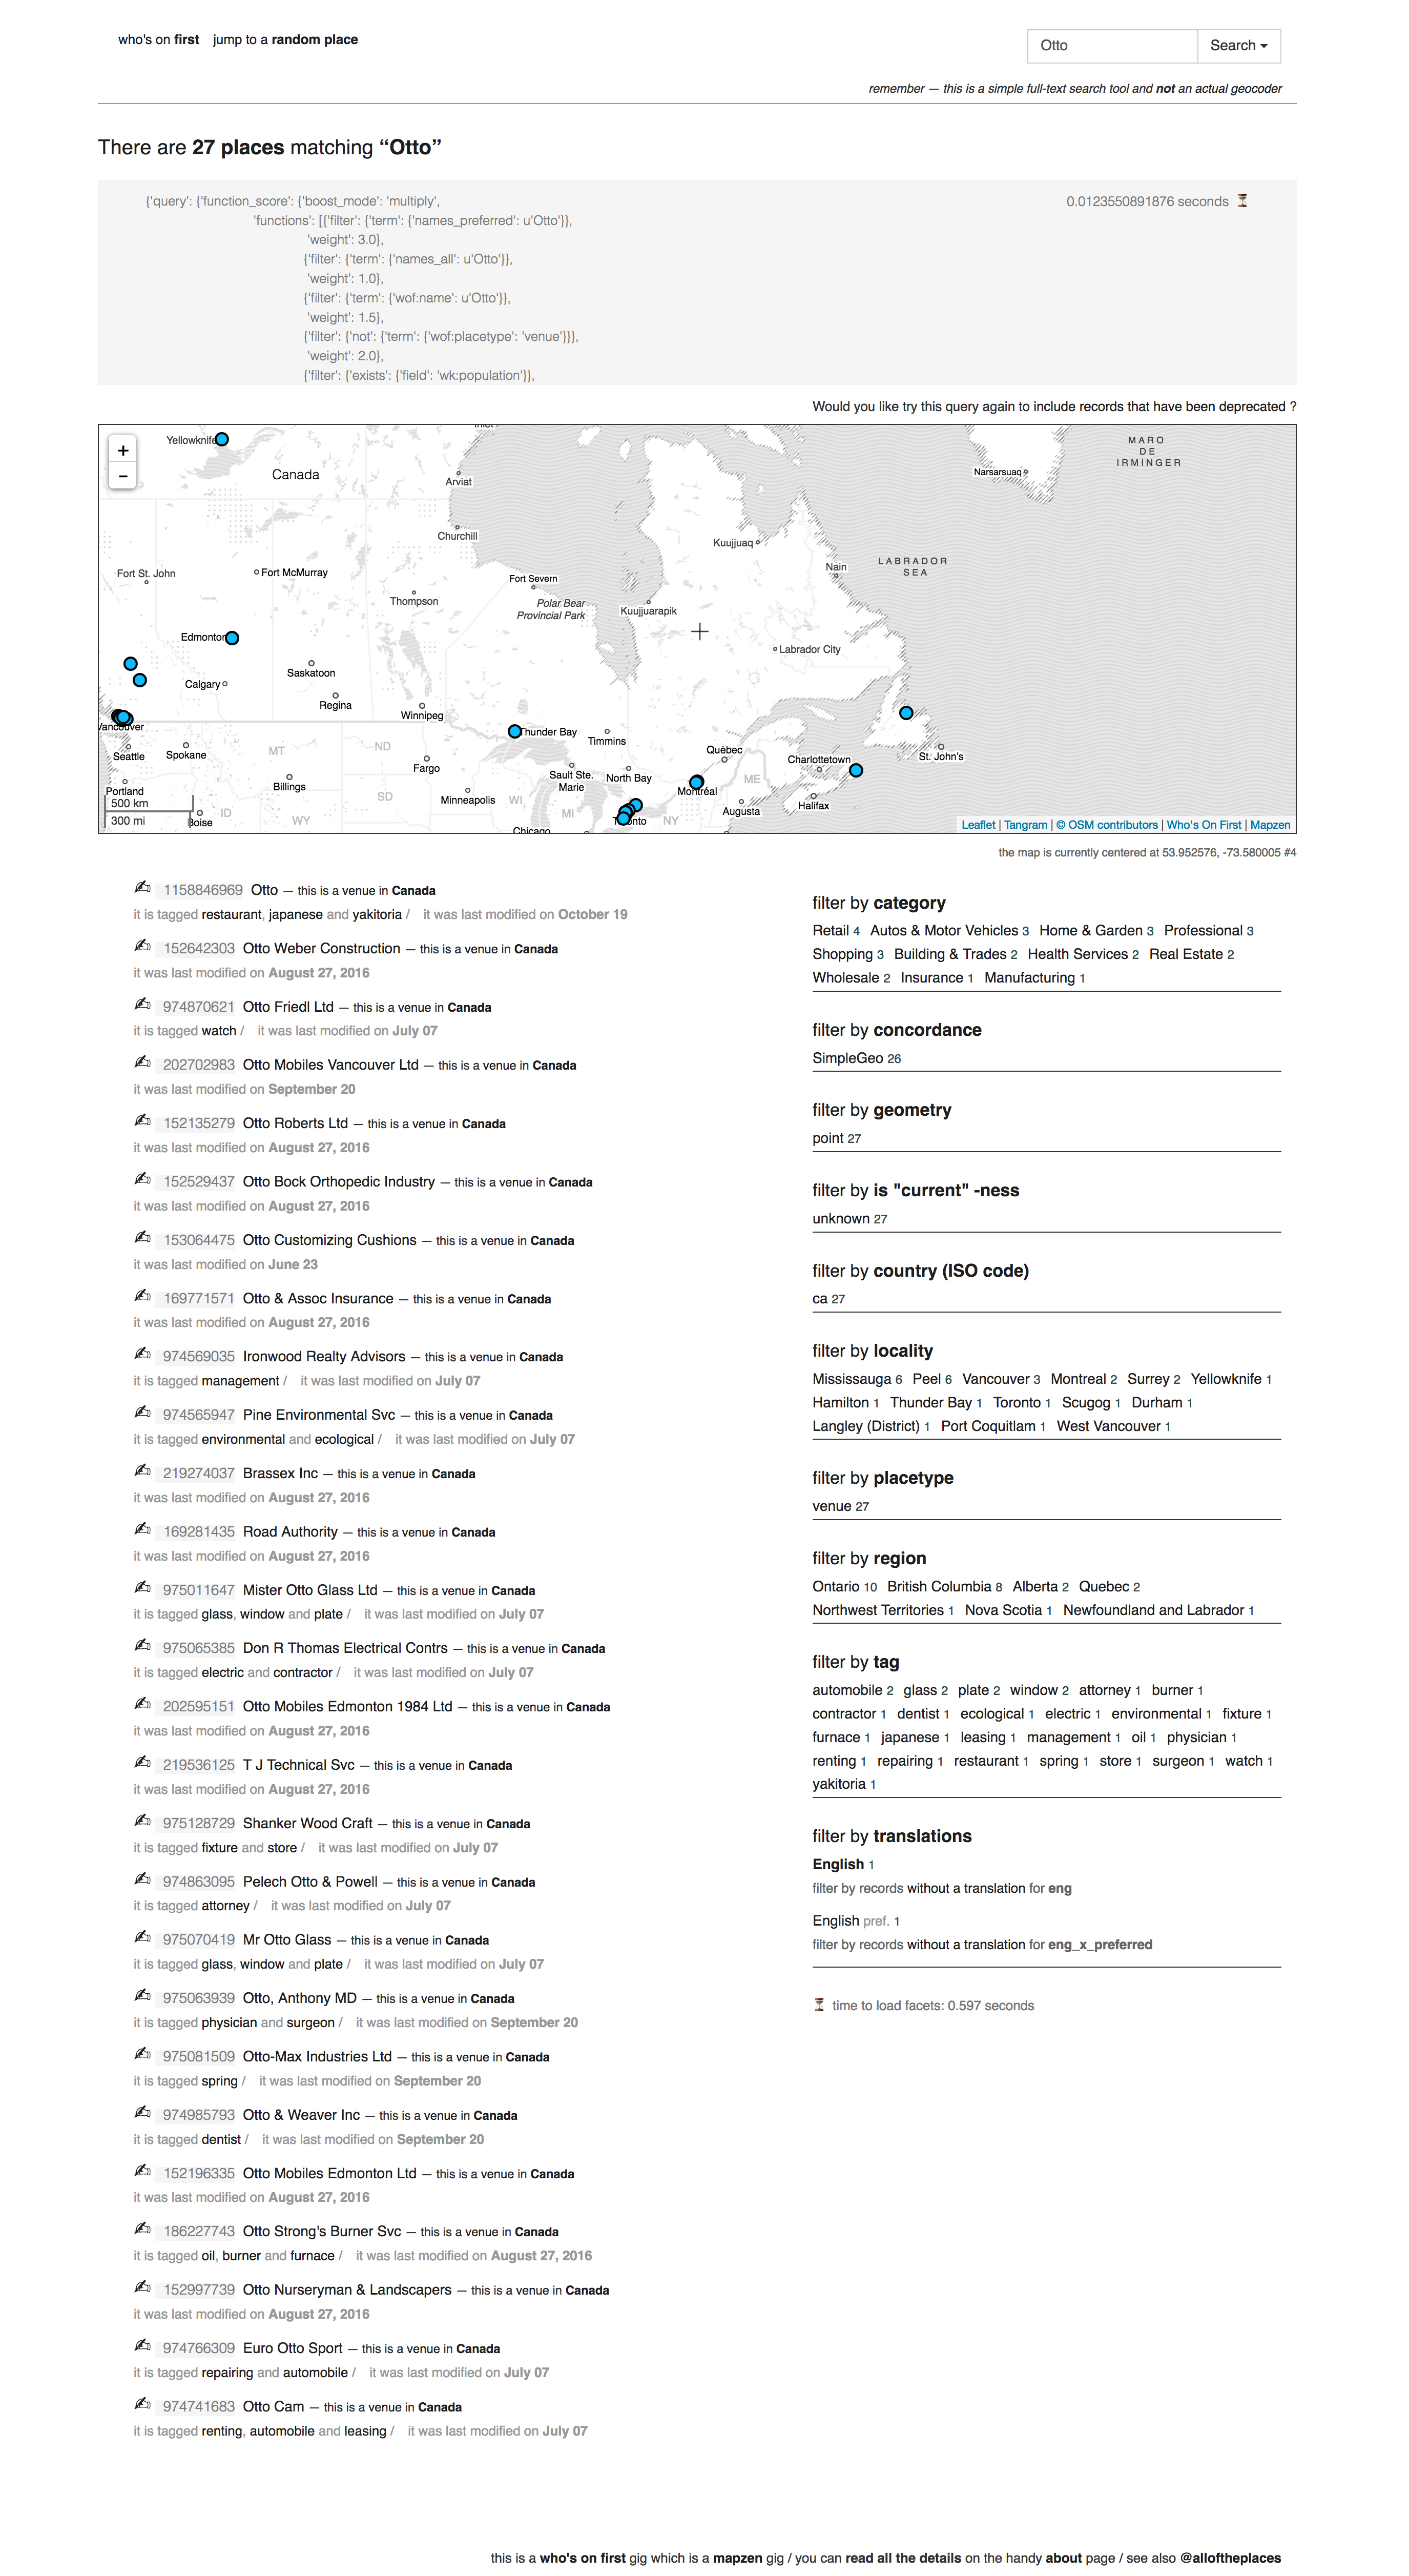 who's on first jump to a random place
Otto Search
remember — this is a simple full-text search tool and not an actual geocoder
There are 27 places matching “Otto”
{'query': {'function_score': {'boost_mode': 'multiply',
0.0123550891876 seconds
'functions': [{'filter': {'term': {'names_preferred': u'Otto'}},
'weight': 3.0},
{'filter': {'term': {'names_all': u'Otto'}},
'weight': 1.0},
{'filter': {'term': {'wof:name': u'Otto'}},
'weight': 1.5},
{'filter': {'not': {'term': {'wof:placetype': 'venue'}}},
'weight': 2.0},
{'filter': {'exists': {'field': 'wk:population'}},
Would you like try this query again to include records that have been deprecated ?
+
−
Yellowknife
Canada
Arviat
Narsarsuaq
MARO
DE
IRMINGER
Churchill
Kuujjuaq
LABRADOR
SEA
Nain
Fort St. John
Fort McMurray
Fort Severn
Thompson
Polar Bear
Provincial Park
Kuujjuarapik
Edmonton
Labrador City
Saskatoon
Calgary
Regina
Winnipeg
Vancouver
Thunder Bay
Timmins
Seattle
Spokane
MT
ND
Québec
Charlottetown
St. John's
Fargo
Sault Ste.
Marie
North Bay
ME
Billings
Portland
Montréal
500 km
SD
Minneapolis
WI
MI
Augusta
Halifax
300 mi
Boise
ID
WY
Toronto
NY
Chicago
Leaflet | Tangram | © OSM contributors | Who's On First | Mapzen
the map is currently centered at 53.952576, -73.580005 #4
1158846969 Otto — this is a venue in Canada
it is tagged restaurant, japanese and yakitoria / it was last modified on October 19
152642303 Otto Weber Construction — this is a venue in Canada
it was last modified on August 27, 2016
974870621 Otto Friedl Ltd — this is a venue in Canada
it is tagged watch / it was last modified on July 07
202702983 Otto Mobiles Vancouver Ltd — this is a venue in Canada
it was last modified on September 20
152135279 Otto Roberts Ltd — this is a venue in Canada
it was last modified on August 27, 2016
152529437 Otto Bock Orthopedic Industry — this is a venue in Canada
it was last modified on August 27, 2016
153064475 Otto Customizing Cushions — this is a venue in Canada
it was last modified on June 23
169771571 Otto & Assoc Insurance — this is a venue in Canada
it was last modified on August 27, 2016
974569035 Ironwood Realty Advisors — this is a venue in Canada
it is tagged management / it was last modified on July 07
974565947 Pine Environmental Svc — this is a venue in Canada
it is tagged environmental and ecological / it was last modified on July 07
219274037 Brassex Inc — this is a venue in Canada
it was last modified on August 27, 2016
169281435 Road Authority — this is a venue in Canada
it was last modified on August 27, 2016
975011647 Mister Otto Glass Ltd — this is a venue in Canada
it is tagged glass, window and plate / it was last modified on July 07
975065385 Don R Thomas Electrical Contrs — this is a venue in Canada
it is tagged electric and contractor / it was last modified on July 07
202595151 Otto Mobiles Edmonton 1984 Ltd — this is a venue in Canada
it was last modified on August 27, 2016
219536125 T J Technical Svc — this is a venue in Canada
it was last modified on August 27, 2016
975128729 Shanker Wood Craft — this is a venue in Canada
it is tagged fixture and store / it was last modified on July 07
974863095 Pelech Otto & Powell — this is a venue in Canada
it is tagged attorney / it was last modified on July 07
975070419 Mr Otto Glass — this is a venue in Canada
it is tagged glass, window and plate / it was last modified on July 07
975063939 Otto, Anthony MD — this is a venue in Canada
it is tagged physician and surgeon / it was last modified on September 20
975081509 Otto-Max Industries Ltd — this is a venue in Canada
it is tagged spring / it was last modified on September 20
974985793 Otto & Weaver Inc — this is a venue in Canada
it is tagged dentist / it was last modified on September 20
152196335 Otto Mobiles Edmonton Ltd — this is a venue in Canada
it was last modified on August 27, 2016
186227743 Otto Strong's Burner Svc — this is a venue in Canada
it is tagged oil, burner and furnace / it was last modified on August 27, 2016
152997739 Otto Nurseryman & Landscapers — this is a venue in Canada
it was last modified on August 27, 2016
974766309 Euro Otto Sport — this is a venue in Canada
it is tagged repairing and automobile / it was last modified on July 07
974741683 Otto Cam — this is a venue in Canada
it is tagged renting, automobile and leasing / it was last modified on July 07
filter by category
Retail 4 Autos & Motor Vehicles 3 Home & Garden 3 Professional 3
Shopping 3 Building & Trades 2 Health Services 2 Real Estate 2
Wholesale 2 Insurance 1 Manufacturing 1
filter by concordance
SimpleGeo 26
filter by geometry
point 27
filter by is "current" -ness
unknown 27
filter by country (ISO code)
ca 27
filter by locality
Mississauga 6 Peel 6 Vancouver 3 Montreal 2 Surrey 2 Yellowknife 1
Hamilton 1 Thunder Bay 1 Toronto 1 Scugog 1 Durham 1
Langley (District) 1 Port Coquitlam 1 West Vancouver 1
filter by placetype
venue 27
filter by region
Ontario 10 British Columbia 8 Alberta 2 Quebec 2
Northwest Territories 1 Nova Scotia 1 Newfoundland and Labrador 1
filter by tag
automobile 2 glass 2 plate 2 window 2 attorney 1 burner 1
contractor 1 dentist 1 ecological 1 electric 1 environmental 1 fixture 1
furnace 1 japanese 1 leasing 1 management 1 oil 1 physician 1
renting 1 repairing 1 restaurant 1 spring 1 store 1 surgeon 1 watch 1
yakitoria 1
filter by translations
English 1
filter by records without a translation for eng
English pref. 1
filter by records without a translation for eng_x_preferred
time to load facets: 0.597 seconds
this is a who's on first gig which is a mapzen gig / you can read all the details on the handy about page / see also @alloftheplaces